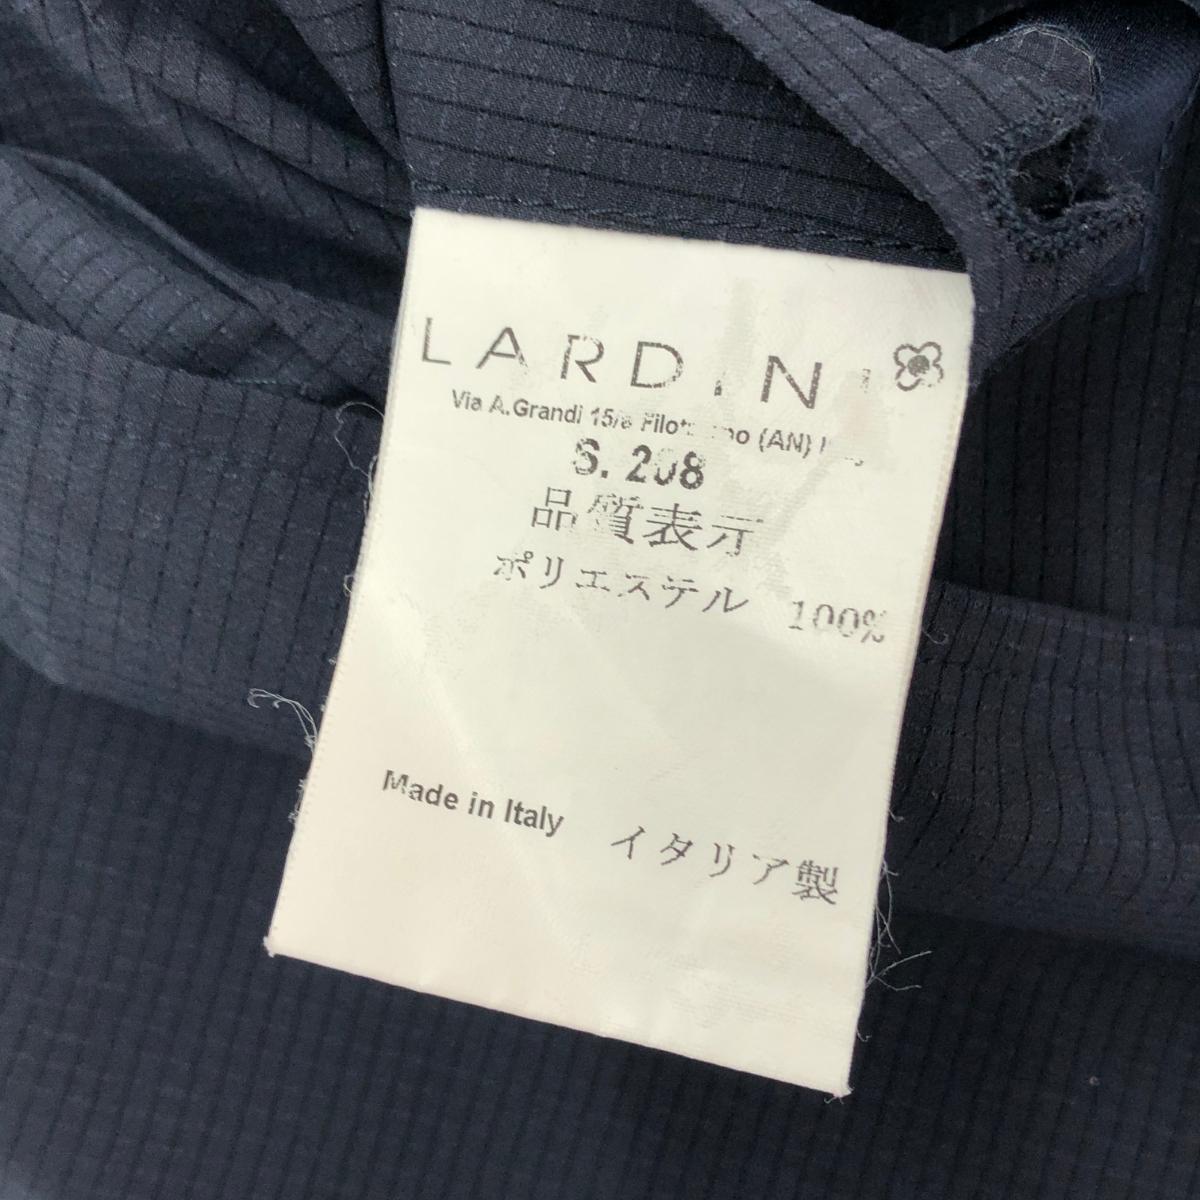 LARDINI
Via A.Grandi 15/a (AN)
S. 208
品質表示
ポリエステル 100%
Made in Italy イタリア製